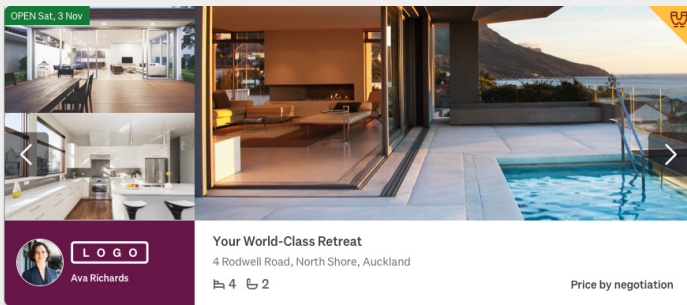 OPEN Sat, 3 Nov
LOGO
Ava Richards
Your World-Class Retreat
4 Rodwell Road, North Shore, Auckland
4 2
Price by negotiation